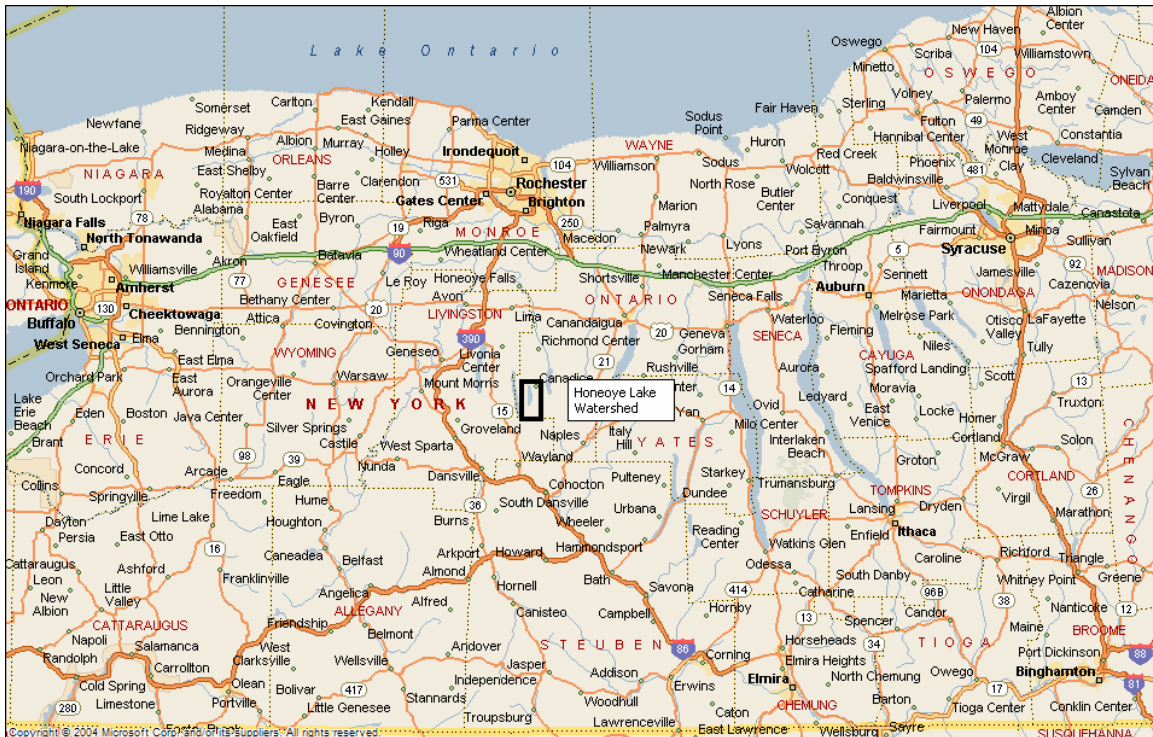 Albion
Center
New Haven
Oswego
104
Scriba
Williamstown
Lake Ontario
Minetto
OSWEGO
ONEIDA
Volney
Kendall
Carlton
Somerset
East Gaines
Parma Center
Fair Haven
Sterling
Palermo
Amboy
Center
Camden
Newfane
Ridgeway
Albion
Murray
Sodus
Point
Fulton
49
Niagara-on-the-Lake
Medina
Holley
Irondequoit
WAYNE
Huron
Hannibal Center
West
Monroe
Constantia
ORLEANS
104
Williamson
Sodus
Red Creek
Phoenix
Clay
Cleveland
NIAGARA
East Shelby
Barre
Center
Clarendon
531
Rochester
North Rose
Wolcott
Baldwinsville
481
Sylvan
Beach
190
South Lockport
Royalton Center
Gates Center
Brighton
Marion
Butler
Center
Conquest
Liverpool
Mattydale
Niagara Falls
78
Alabama
East
Oakfield
Byron
Riga
19
MONROE
250
Palmyra
Savannah
Fairmount
Minoa
Canastota
North Tonawanda
Batavia
90
Wheatland Center
Macedon
Newark
Lyons
Port Byron
5
Syracuse
Sullivan
Grand
Island
Kenmore
Williamsville
Akron
GENESEE
Honeoye Falls
Shortsville
Manchester Center
Throop
Sennett
Jamesville
92
MADISON
Amherst
77
Le Roy
Avon
ONTARIO
Seneca Falls
Auburn
Marietta
ONONDAGA
Cazenovia
ONTARIO
130
Bethany Center
20
LIVINGSTON
Lima
Canandaigua
20
Geneva
Waterloo
Melrose Park
Otisco
Valley
LaFayette
Nelson
Buffalo
Cheektowaga
Attica
Covington
390
Richmond Center
SENECA
Fleming
Bennington
West Seneca
Elma
WYOMING
Geneseo
Livonia
Center
21
Gorham
CAYUGA
Niles
Tully
East Elma
Rushville
Spafford Landing
Orchard Park
East
Aurora
Orangeville
Center
Warsaw
Mount Morris
Canadice
Honeoye Lake
Watershed
nter
14
Aurora
Moravia
Scott
13
Lake
Erie
Beach
NEW YORK
15
Yan
Ovid
Ledyard
East
Venice
Locke
Homer
Truxton
Eden
Boston
Java Center
Silver Springs
Groveland
Naples
Italy
Hill
YATES
Milo Center
Cortland
Solon
Brant
ERIE
Castile
West Sparta
Interlaken
Beach
CHENANGO
98
Wayland
Groton
McGraw
Concord
Arcade
39
Nunda
Dansville
Cohocton
Pulteney
Starkey
Trumansburg
CORTLAND
Collins
Springville
Freedom
Eagle
Hume
South Dansville
Dundee
TOMPKINS
Dryden
Virgil
26
Dayton
Lime Lake
36
Urbana
SCHUYLER
Lansing
Marathon
Persia
Houghton
Burns
Wheeler
Reading
Center
Enfield
Ithaca
East Otto
16
Caneadea
Arkport
Howard
Hammondsport
Watkins Glen
Caroline
Richford
Triangle
Cattaraugus
Ashford
Belfast
Almond
Bath
Odessa
South Danby
Greene
Leon
Little
Valley
Franklinville
Angelica
Hornell
Savona
414
Catharine
96B
Whitney Point
New
Albion
ALLEGANY
Alfred
Canisteo
Campbell
Hornby
13
Candor
38
Nanticoke
12
CATTARAUGUS
Friendship
Belmont
STEUBEN
Spencer
Maine
BROOME
Napoli
Salamanca
West
Clarksville
Andover
86
Horseheads
34
TIOGA
Port Dickinson
88
Randolph
Carrollton
Wellsville
Jasper
Addison
Corning
Elmira Heights
North Chemung
Owego
Binghamton
Cold Spring
Olean
Bolivar
417
Independence
Erwins
Elmira
17
81
Limestone
Portville
Little Genesee
Stannards
Woodhull
Caton
CHEMUNG
Barton
Tioga Center
Conklin Center
280
Troupsburg
Lawrenceville
East Lawrence
Wellsburg
Sayre
SUSQUEHANNA
Copyright © 2004 Microsoft Corp. and/or its suppliers. All rights reserved.